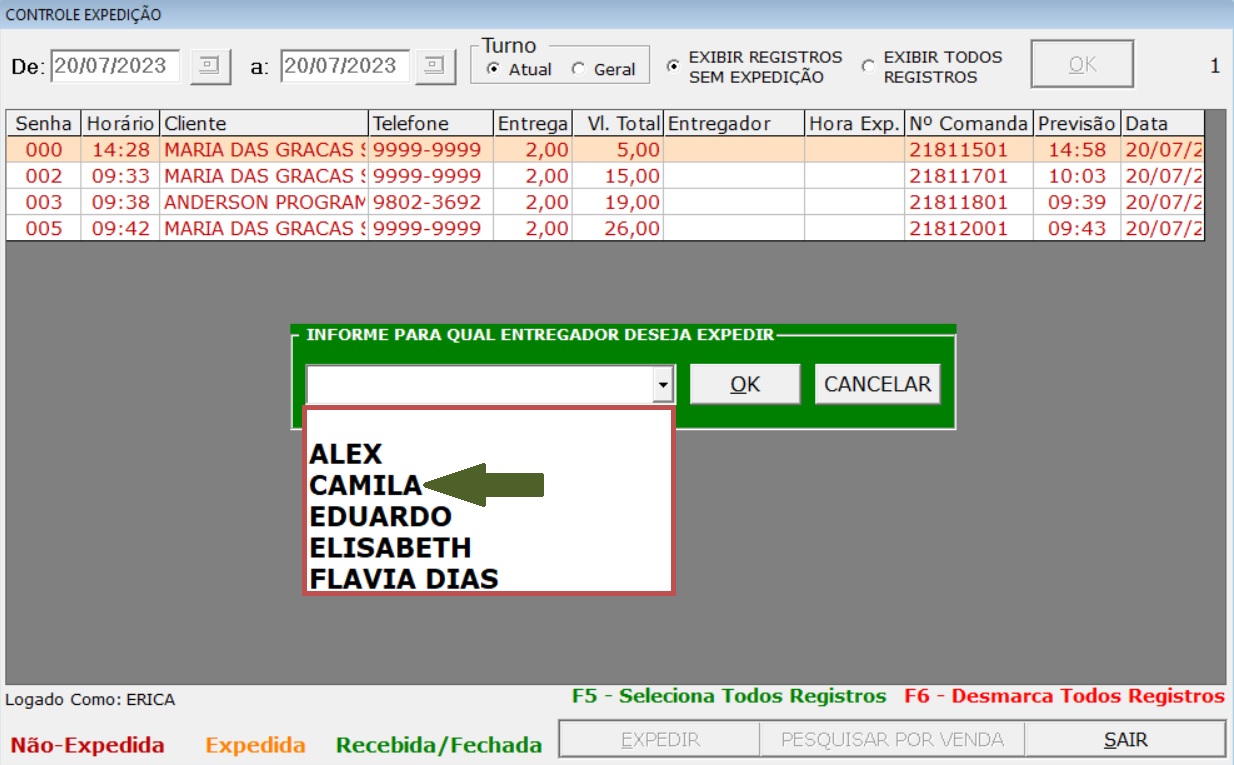 CONTROLE EXPEDIÇÃO
De: 20/07/2023 a: 20/07/2023 Turno Atual Geral EXIBIR REGISTROS SEM EXPEDIÇÃO EXIBIR TODOS REGISTROS OK 1
Senha Horário Cliente Telefone Entrega Vl. Total Entregador Hora Exp. Nº Comanda Previsão Data
000 14:28 MARIA DAS GRACAS 9999-9999 2,00 5,00 21811501 14:58 20/07/2
002 09:33 MARIA DAS GRACAS 9999-9999 2,00 15,00 21811701 10:03 20/07/2
003 09:38 ANDERSON PROGRAM 9802-3692 2,00 19,00 21811801 09:39 20/07/2
005 09:42 MARIA DAS GRACAS 9999-9999 2,00 26,00 21812001 09:43 20/07/2
INFORME PARA QUAL ENTREGADOR DESEJA EXPEDIR
OK CANCELAR
ALEX
CAMILA
EDUARDO
ELISABETH
FLAVIA DIAS
Logado Como: ERICA F5 - Seleciona Todos Registros F6 - Desmarca Todos Registros
Não-Expedida Expedida Recebida/Fechada EXPEDIR PESQUISAR POR VENDA SAIR